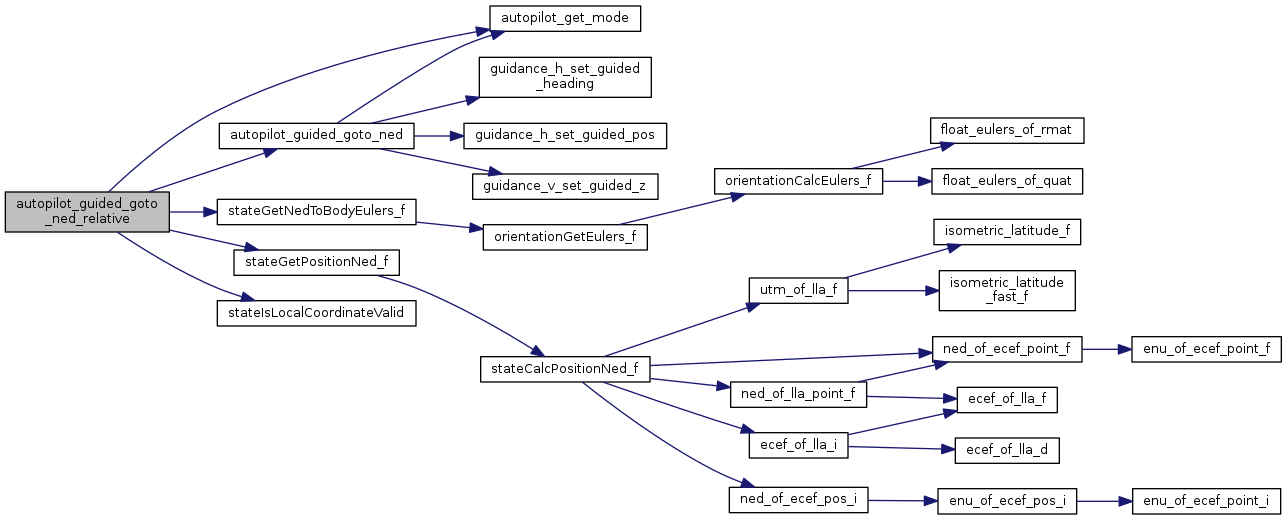 autopilot_guided_goto
_ned_relative
autopilot_get_mode
autopilot_guided_goto_ned
guidance_h_set_guided
_heading
guidance_h_set_guided_pos
guidance_v_set_guided_z
stateGetNedToBodyEulers_f
orientationGetEulers_f
orientationCalcEulers_f
float_eulers_of_rmat
float_eulers_of_quat
stateGetPositionNed_f
stateIsLocalCoordinateValid
stateCalcPositionNed_f
utm_of_lla_f
isometric_latitude_f
isometric_latitude
_fast_f
ned_of_ecef_point_f
enu_of_ecef_point_f
ned_of_lla_point_f
ecef_of_lla_f
ecef_of_lla_i
ecef_of_lla_d
ned_of_ecef_pos_i
enu_of_ecef_pos_i
enu_of_ecef_point_i